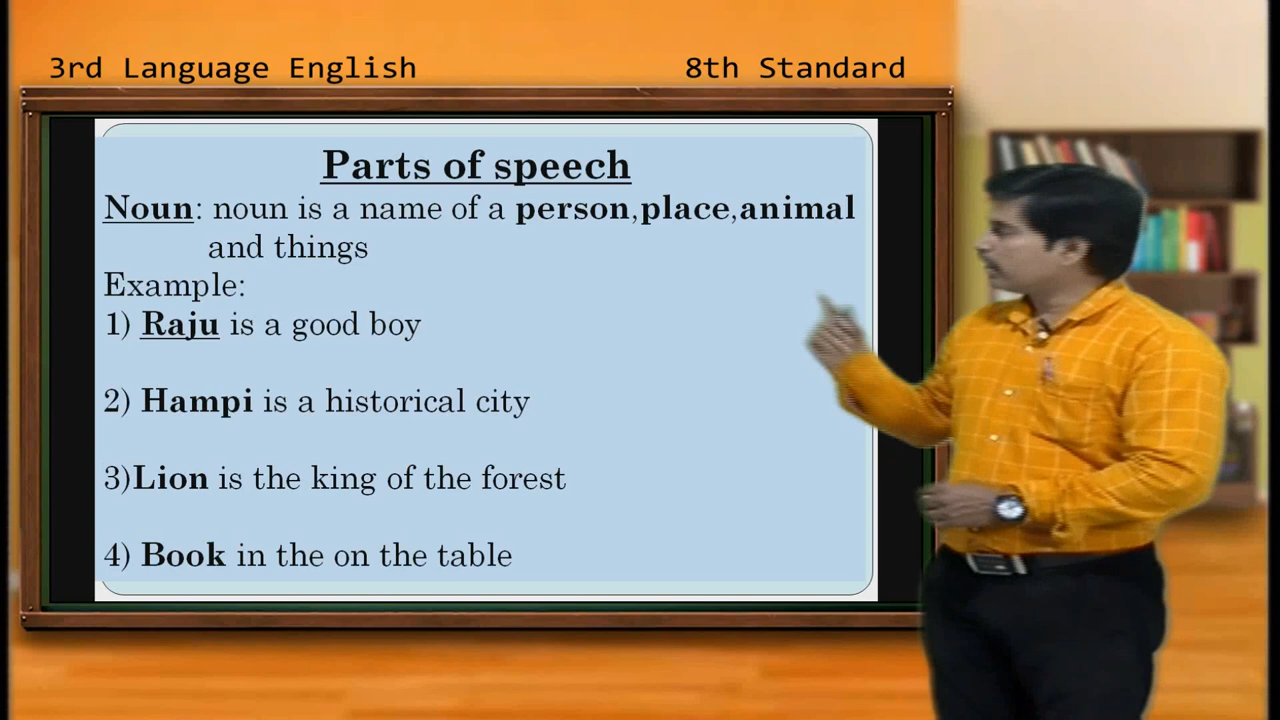 3rd Language English
8th Standard
Parts of speech
Noun: noun is a name of a person,place,animal
and things
Example:
1) Raju is a good boy
2) Hampi is a historical city
3)Lion is the king of the forest
4) Book in the on the table